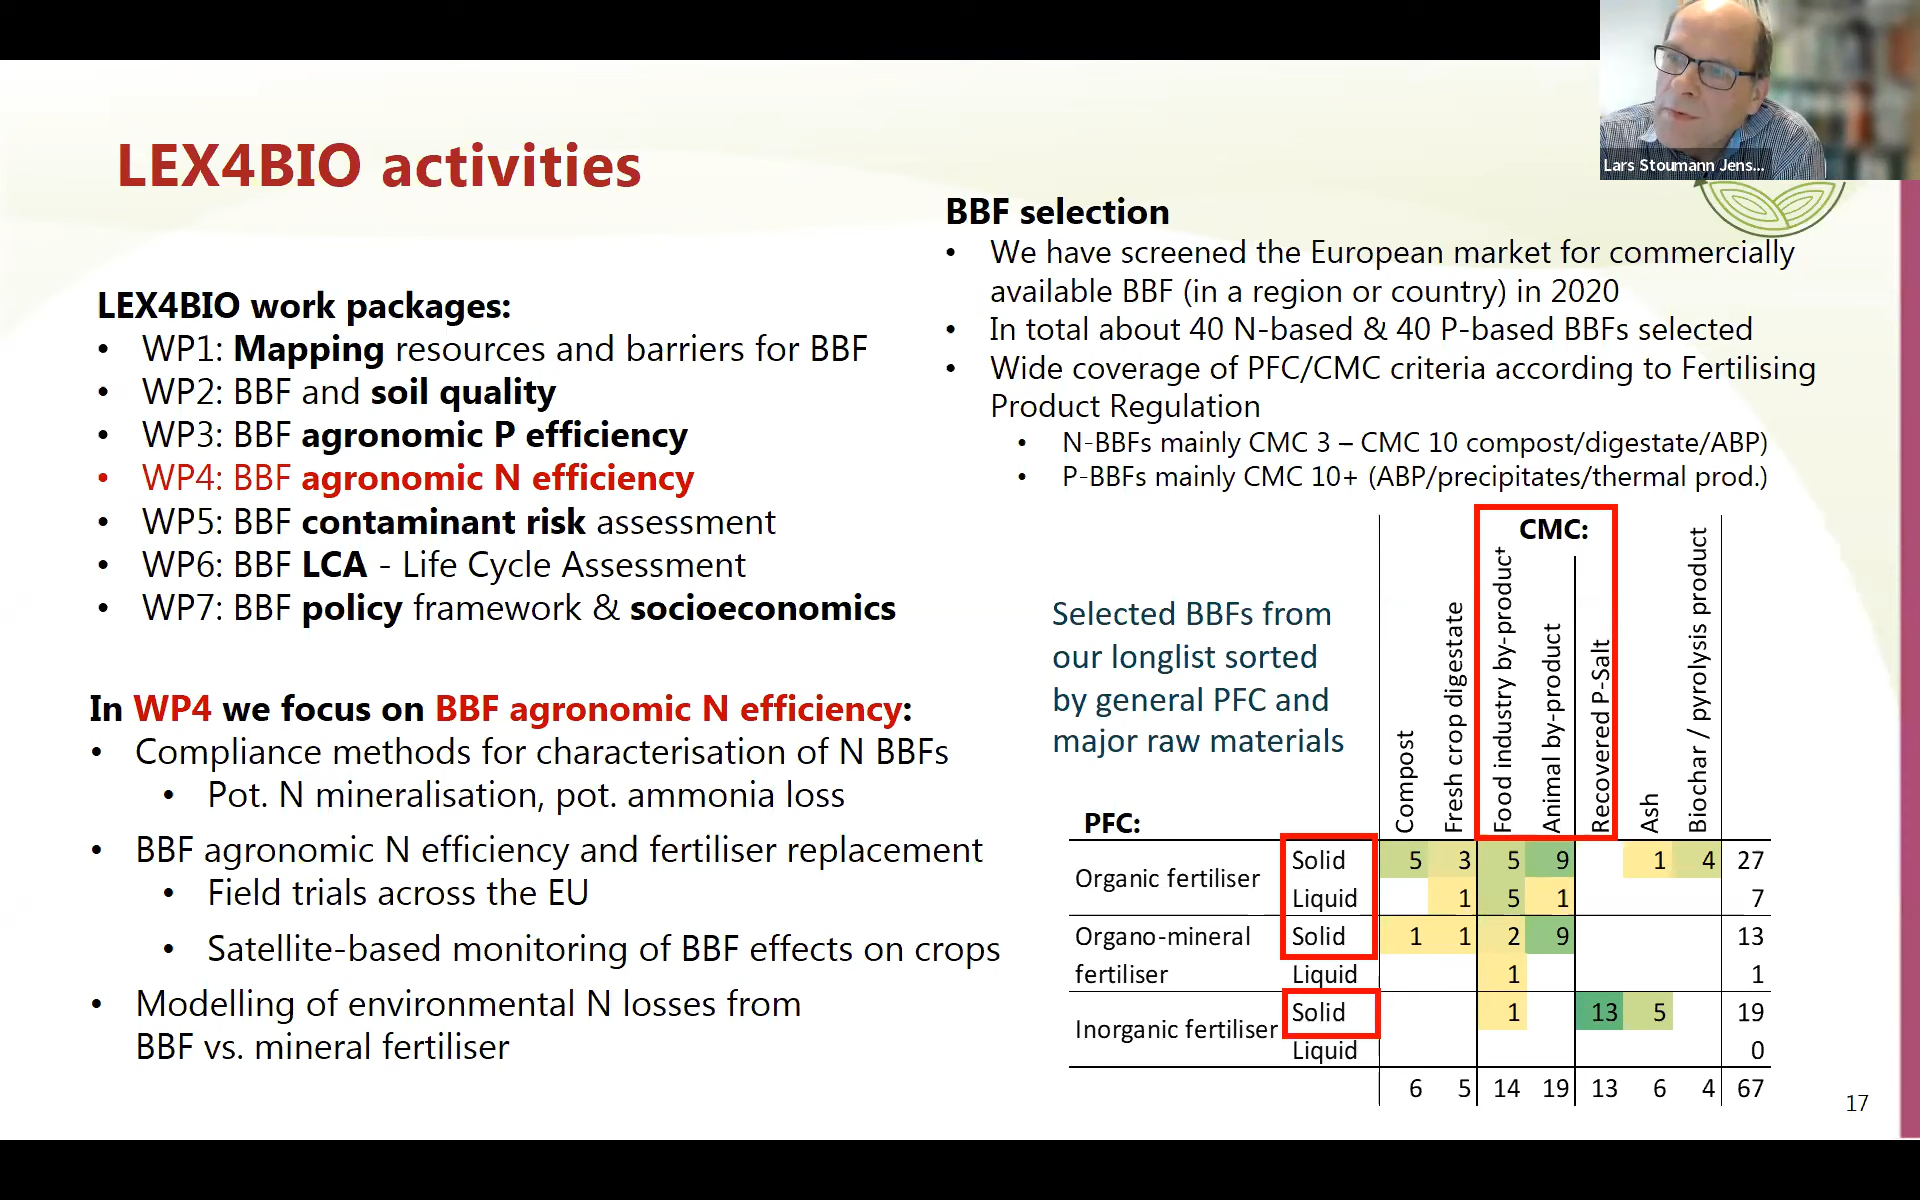 Lars Stoumann Jens...
LEX4BIO activities
LEX4BIO work packages:
• WP1: Mapping resources and barriers for BBF
• WP2: BBF and soil quality
• WP3: BBF agronomic P efficiency
• WP4: BBF agronomic N efficiency
• WP5: BBF contaminant risk assessment
• WP6: BBF LCA - Life Cycle Assessment
• WP7: BBF policy framework & socioeconomics
In WP4 we focus on BBF agronomic N efficiency:
• Compliance methods for characterisation of N BBFs
• Pot. N mineralisation, pot. ammonia loss
• BBF agronomic N efficiency and fertiliser replacement
• Field trials across the EU
• Satellite-based monitoring of BBF effects on crops
• Modelling of environmental N losses from
BBF vs. mineral fertiliser
BBF selection
• We have screened the European market for commercially
available BBF (in a region or country) in 2020
• In total about 40 N-based & 40 P-based BBFs selected
• Wide coverage of PFC/CMC criteria according to Fertilising
Product Regulation
• N-BBFs mainly CMC 3 – CMC 10 compost/digestate/ABP)
• P-BBFs mainly CMC 10+ (ABP/precipitates/thermal prod.)
Selected BBFs from
our longlist sorted
by general PFC and
major raw materials
CMC:
Compost
Fresh crop digestate
Food industry by-product⁺
Animal by-product
Recovered P-Salt
Ash
Biochar / pyrolysis product
PFC:
Organic fertiliser
Solid 5 3 5 9 1 4 27
Liquid 1 5 1 7
Organo-mineral
fertiliser
Solid 1 1 2 9 13
Liquid 1 1
Inorganic fertiliser
Solid 1 13 5 19
Liquid 0
6 5 14 19 13 6 4 67
17